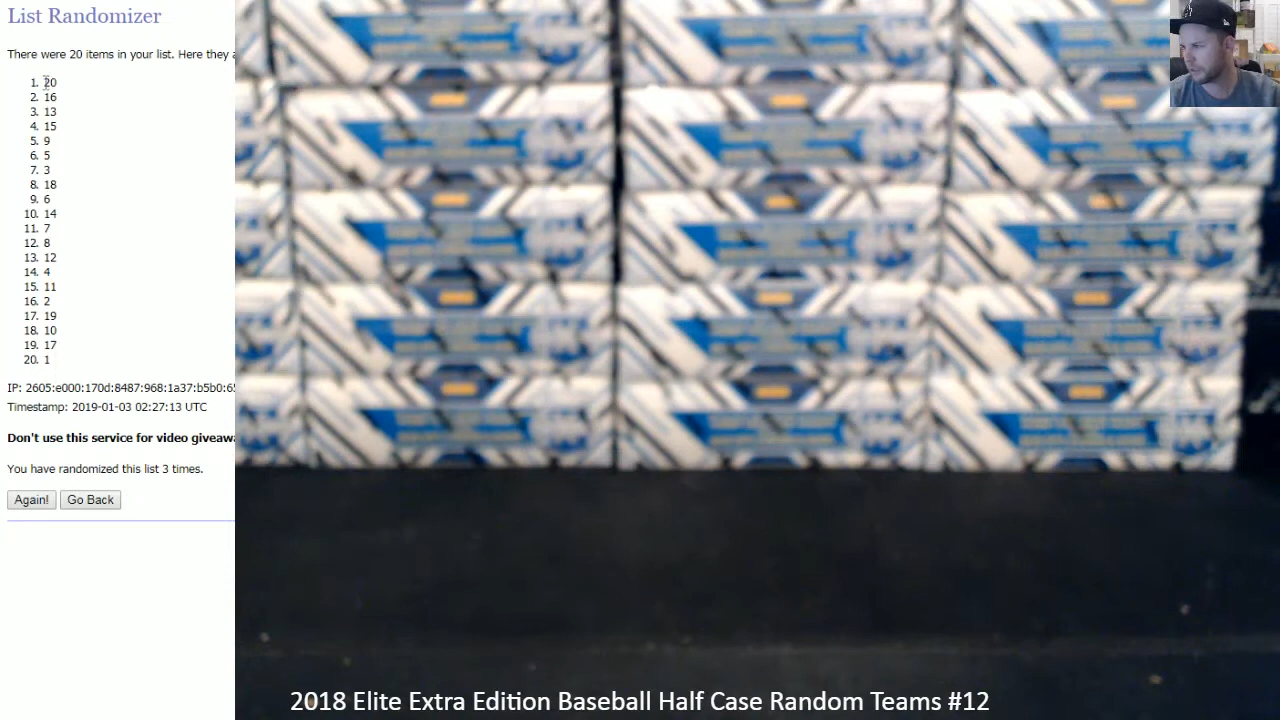 List Randomizer
There were 20 items in your list. Here they
1. 20
2. 16
3. 13
4. 15
5. 9
6. 5
7. 3
8. 18
9. 6
10. 14
11. 7
12. 8
13. 12
14. 4
15. 11
16. 2
17. 19
18. 10
19. 17
20. 1
IP: 2605:e000:170d:8487:968:1a37:b5b0:65
Timestamp: 2019-01-03 02:27:13 UTC
Don't use this service for video giveaw
You have randomized this list 3 times.
Again! Go Back
2018 Elite Extra Edition Baseball Half Case Random Teams #12